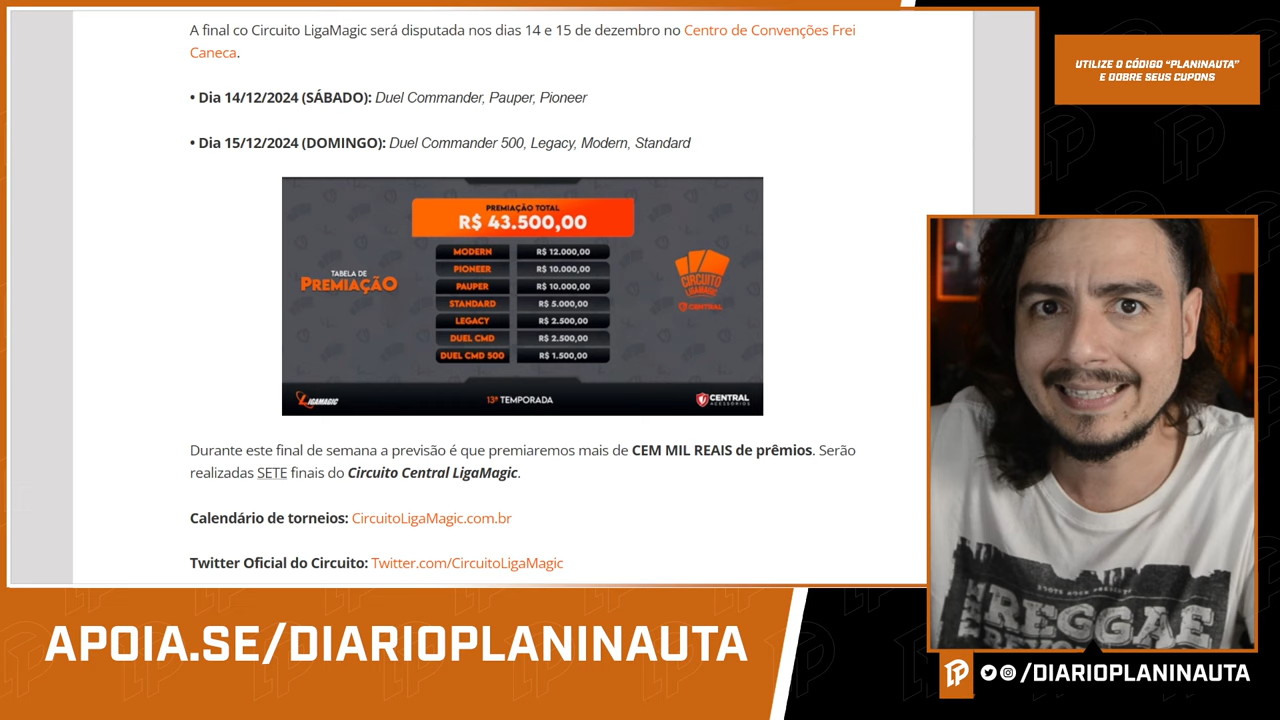 A final co Circuito LigaMagic será disputada nos dias 14 e 15 de dezembro no Centro de Convenções Frei
Caneca.
• Dia 14/12/2024 (SÁBADO): Duel Commander, Pauper, Pioneer
• Dia 15/12/2024 (DOMINGO): Duel Commander 500, Legacy, Modern, Standard
PREMIAÇÃO TOTAL
R$ 43.500,00
TABELA DE
PREMIAÇÃO
MODERN R$ 12.000,00
PIONEER R$ 10.000,00
PAUPER R$ 10.000,00
STANDARD R$ 5.000,00
LEGACY R$ 2.500,00
DUEL CMD R$ 2.500,00
DUEL CMD 500 R$ 1.500,00
CIRCUITO
LIGAMAGIC
CENTRAL
LIGAMAGIC
13ª TEMPORADA
CENTRAL
ACESSÓRIOS
Durante este final de semana a previsão é que premiaremos mais de CEM MIL REAIS de prêmios. Serão
realizadas SETE finais do Circuito Central LigaMagic.
Calendário de torneios: CircuitoLigaMagic.com.br
Twitter Oficial do Circuito: Twitter.com/CircuitoLigaMagic
UTILIZE O CÓDIGO “PLANINAUTA”
E DOBRE SEUS CUPONS
REGGAE
APOIA.SE/DIARIOPLANINAUTA
/DIARIOPLANINAUTA